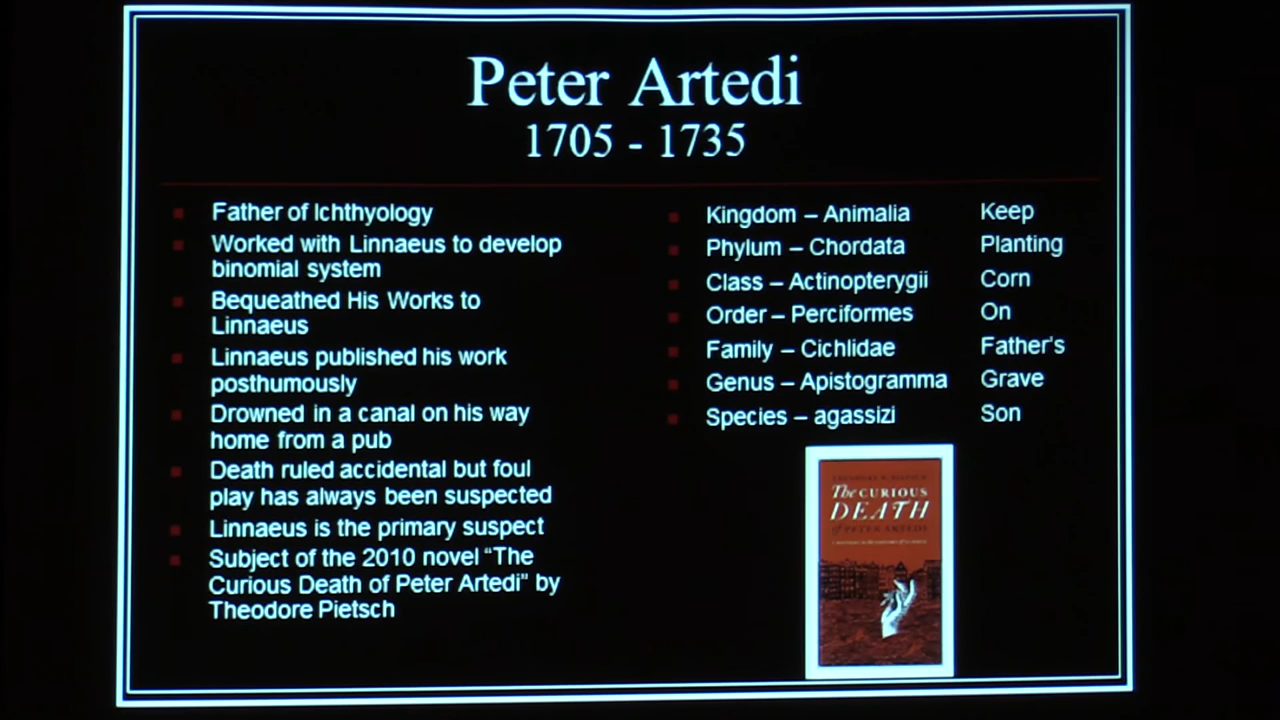 Peter Artedi
1705 - 1735
Father of Ichthyology
Worked with Linnaeus to develop
binomial system
Bequeathed His Works to
Linnaeus
Linnaeus published his work
posthumously
Drowned in a canal on his way
home from a pub
Death ruled accidental but foul
play has always been suspected
Linnaeus is the primary suspect
Subject of the 2010 novel “The
Curious Death of Peter Artedi” by
Theodore Pietsch
Kingdom – Animalia Keep
Phylum – Chordata Planting
Class – Actinopterygii Corn
Order – Perciformes On
Family – Cichlidae Father's
Genus – Apistogramma Grave
Species – agassizi Son
The CURIOUS
DEATH
of PETER ARTEDI